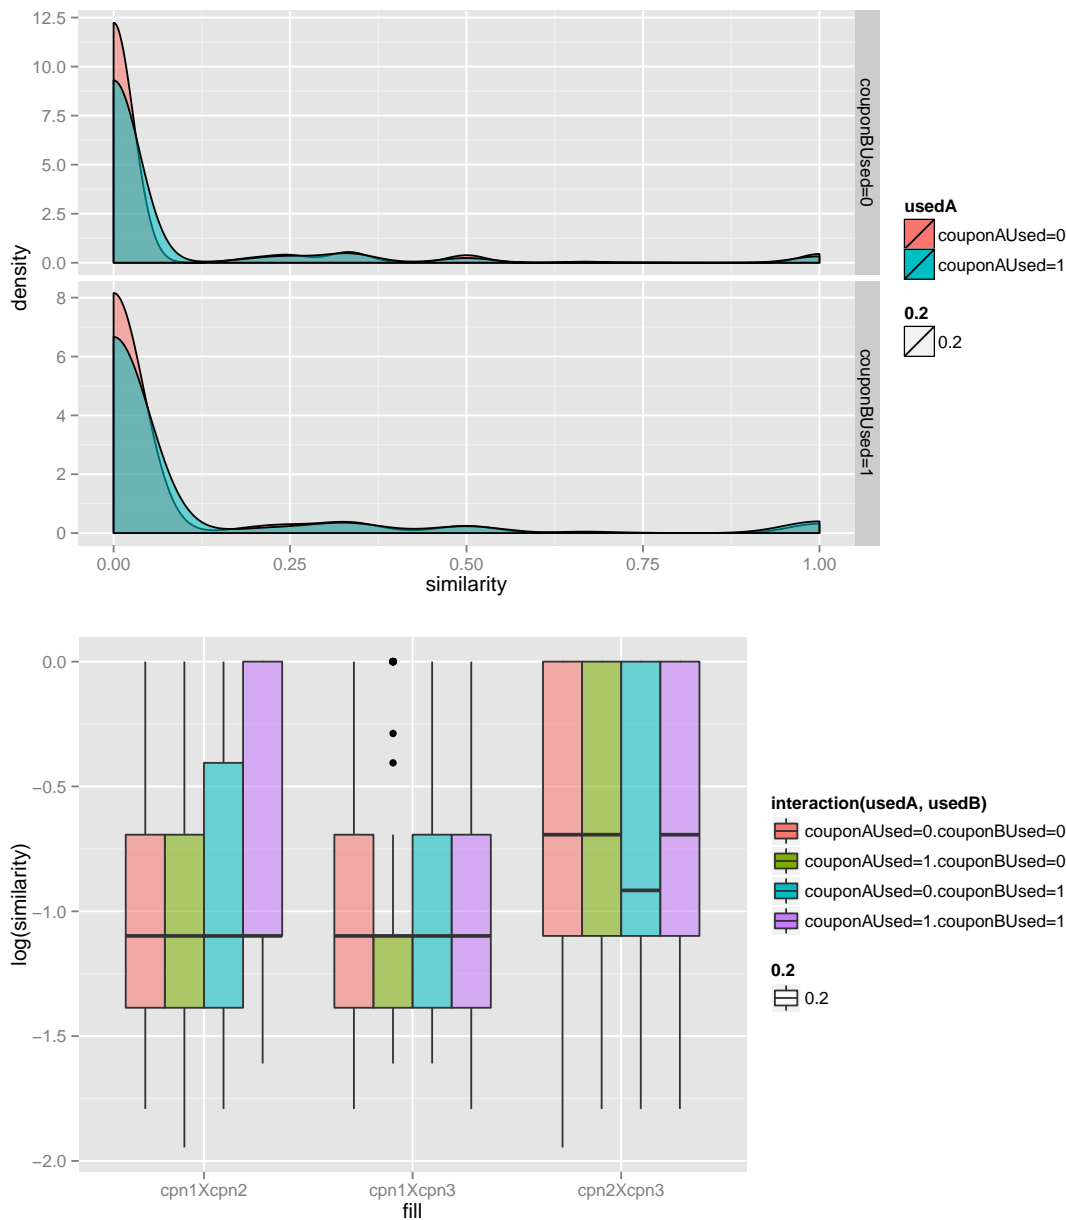 12.5
10.0
7.5
5.0
2.5
0.0
couponBUsed=0
density
8
6
4
2
0
couponBUsed=1
0.00 0.25 0.50 0.75 1.00
similarity
usedA
couponAUsed=0
couponAUsed=1
0.2
0.2
0.0
−0.5
−1.0
−1.5
−2.0
log(similarity)
cpn1Xcpn2 cpn1Xcpn3 cpn2Xcpn3
fill
interaction(usedA, usedB)
couponAUsed=0.couponBUsed=0
couponAUsed=1.couponBUsed=0
couponAUsed=0.couponBUsed=1
couponAUsed=1.couponBUsed=1
0.2
0.2